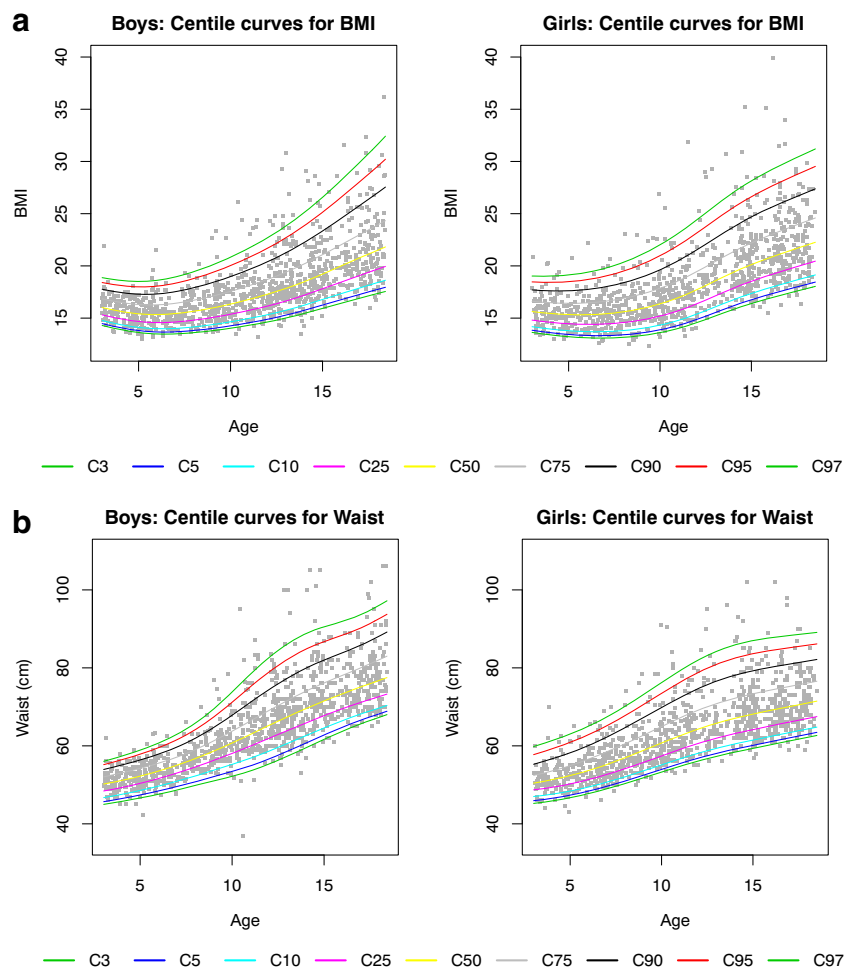 a
Boys: Centile curves for BMI
BMI
40
35
30
25
20
15
5 10 15
Age
Girls: Centile curves for BMI
BMI
40
35
30
25
20
15
5 10 15
Age
C3 C5 C10 C25 C50 C75 C90 C95 C97
b
Boys: Centile curves for Waist
Waist (cm)
100
80
60
40
5 10 15
Age
Girls: Centile curves for Waist
Waist (cm)
100
80
60
40
5 10 15
Age
C3 C5 C10 C25 C50 C75 C90 C95 C97